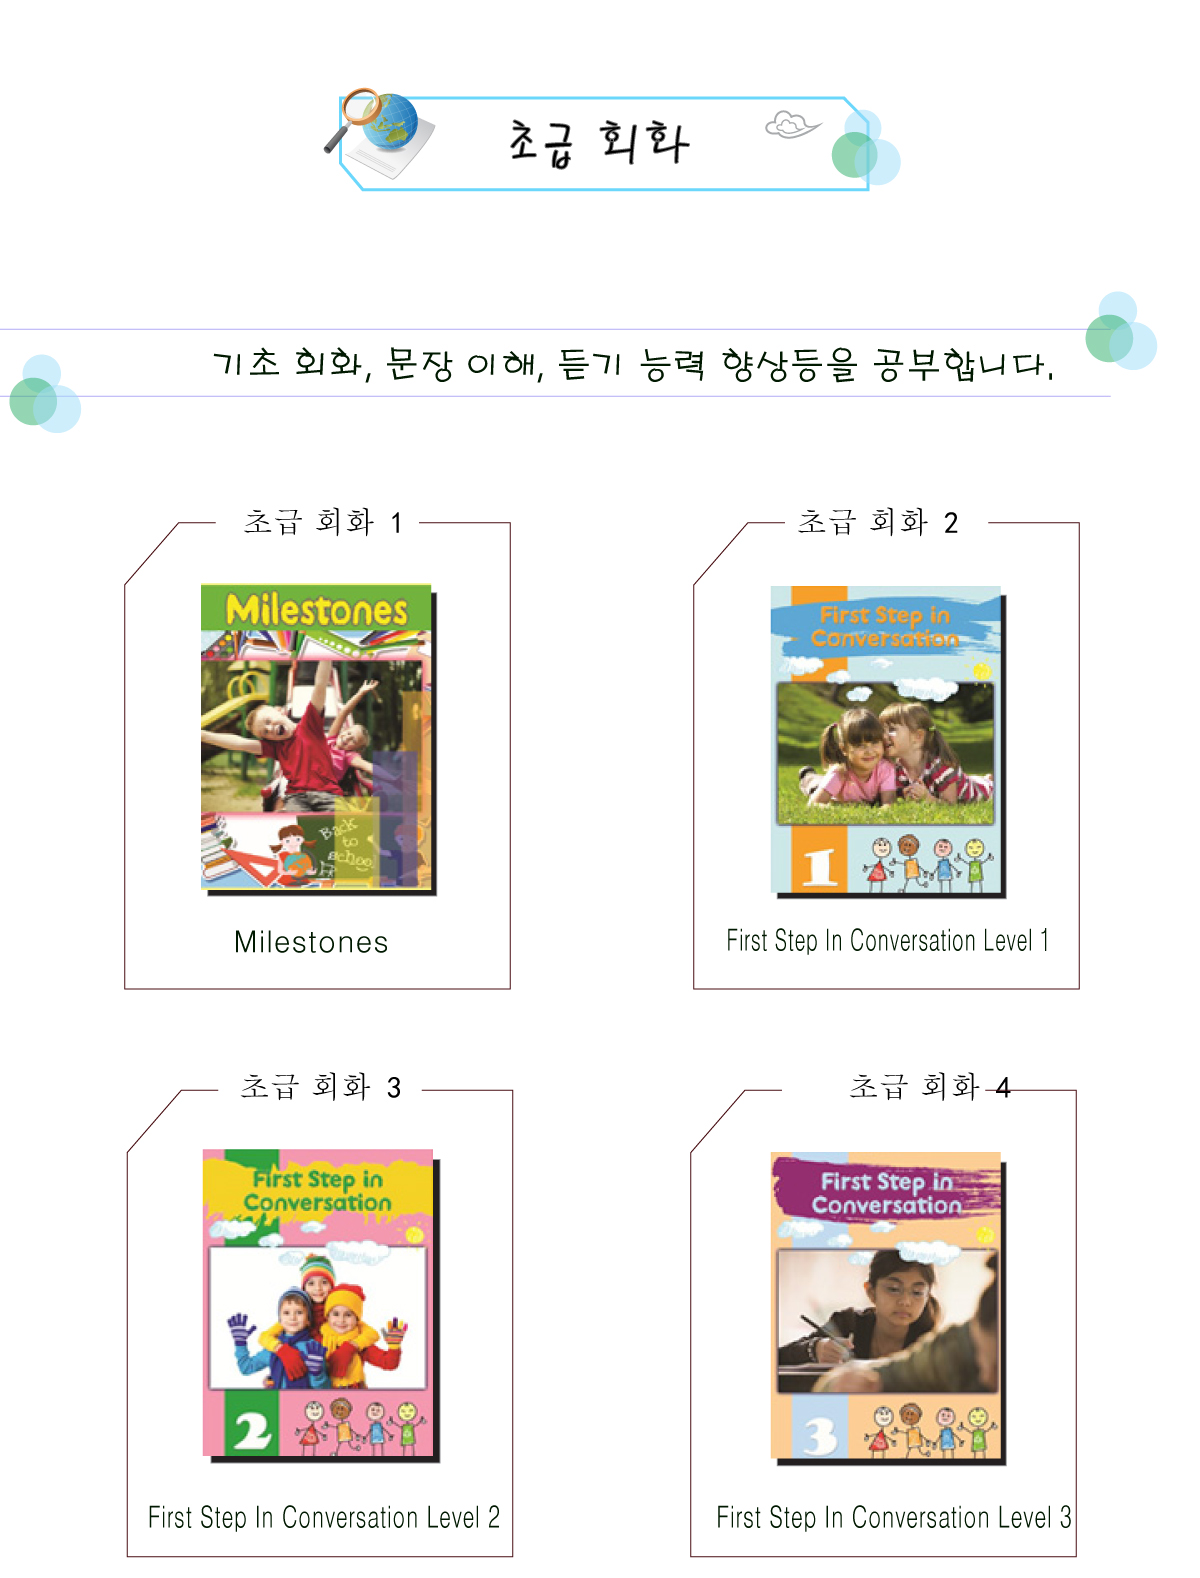 초급 회화
기초 회화, 문장 이해, 듣기 능력 향상등을 공부합니다.
초급 회화 1
Milestones
Back
to
school
Milestones
초급 회화 2
First Step in
Conversation
1
First Step In Conversation Level 1
초급 회화 3
First Step in
Conversation
2
First Step In Conversation Level 2
초급 회화 4
First Step in
Conversation
3
First Step In Conversation Level 3